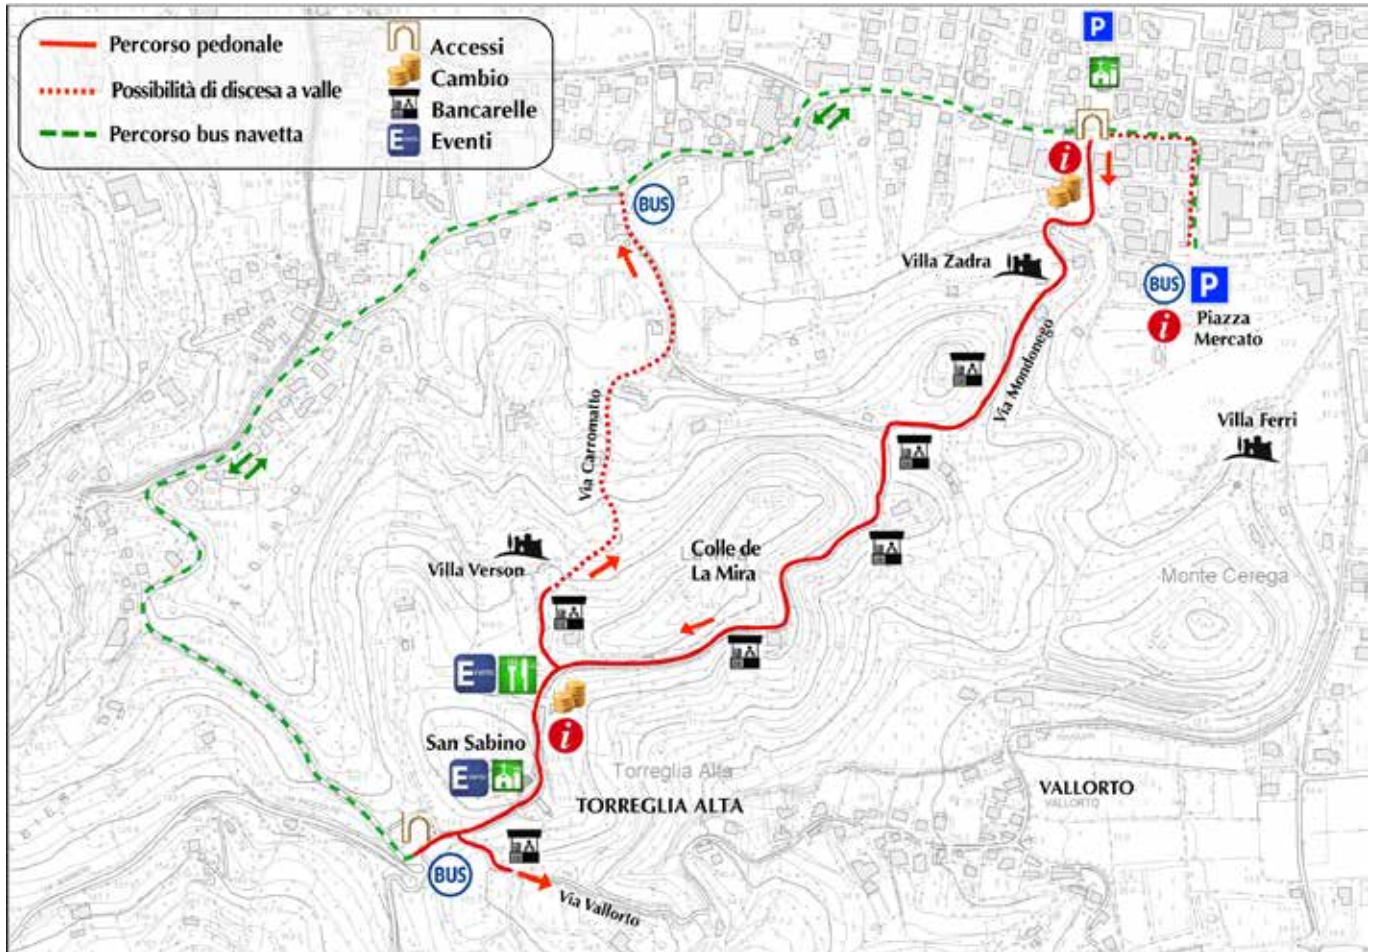 Percorso pedonale
Possibilità di discesa a valle
Percorso bus navetta
Accessi
Cambio
Bancarelle
E
Eventi
P
i
BUS
Villa Zadra
BUS
P
i
Piazza
Mercato
Via Mondonego
Villa Ferri
Via Carromatto
Villa Verson
Colle de
La Mira
Monte Cerega
E
i
San Sabino
E
Torreglia Alta
TORREGLIA ALTA
VALLORTO
VALLORTO
BUS
Via Vallorto